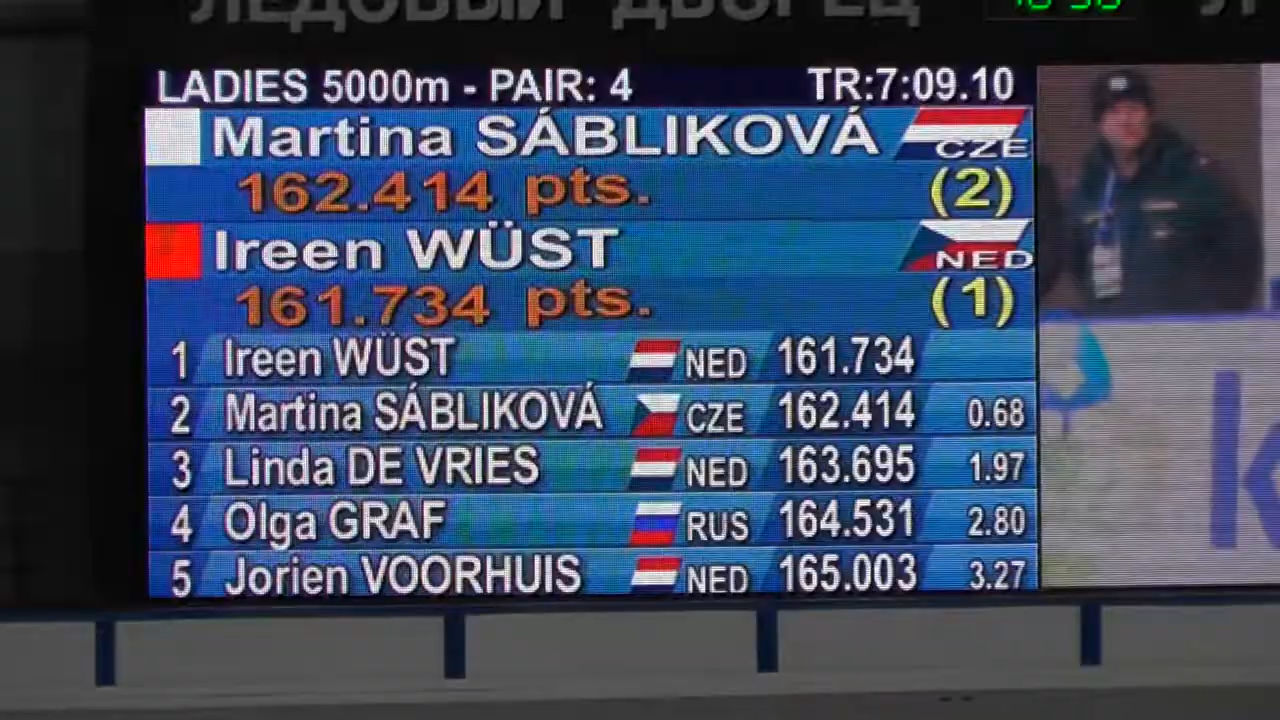 ЛЕДОВЫЙ ДВОРЕЦ
LADIES 5000m - PAIR: 4 TR:7:09.10
Martina SÁBLIKOVÁ CZE
162.414 pts. (2)
Ireen WÜST NED
161.734 pts. (1)
1 Ireen WÜST NED 161.734
2 Martina SÁBLIKOVÁ CZE 162.414 0.68
3 Linda DE VRIES NED 163.695 1.97
4 Olga GRAF RUS 164.531 2.80
5 Jorien VOORHUIS NED 165.003 3.27